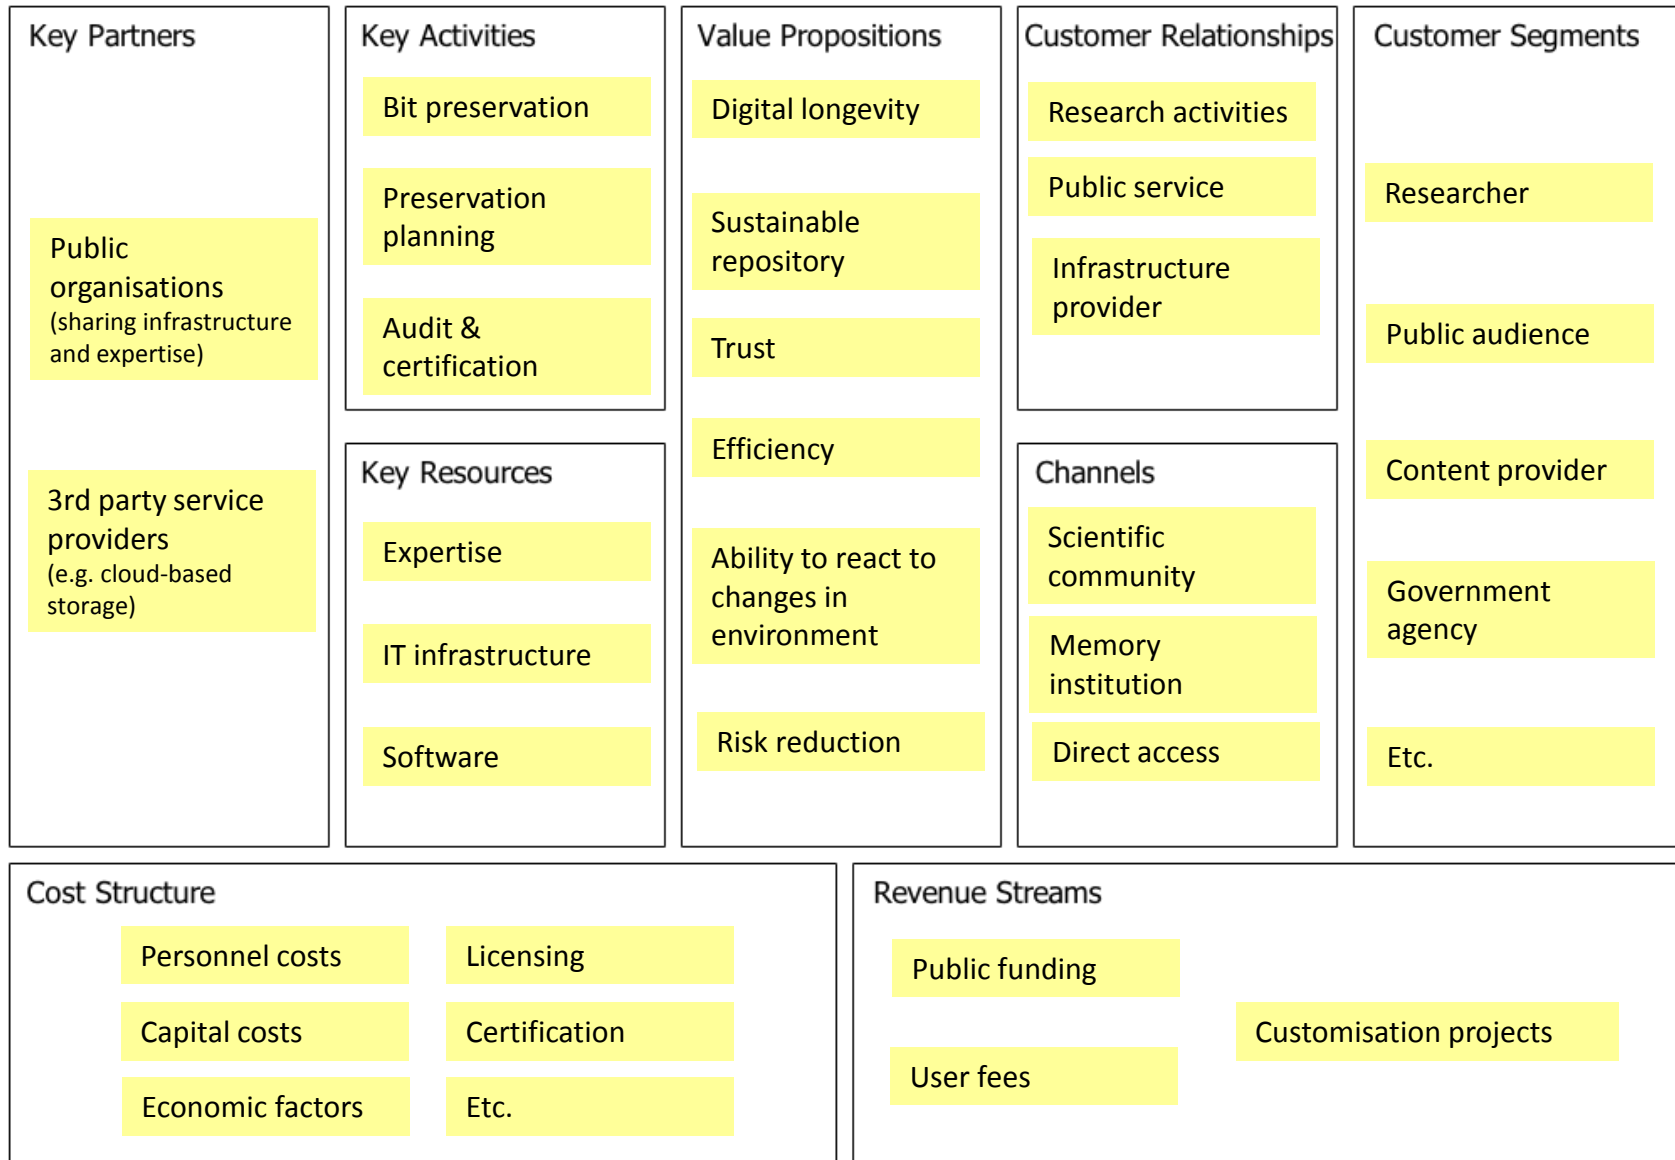 Key Partners
Public
organisations
(sharing infrastructure
and expertise)
3rd party service
providers
(e.g. cloud-based
storage)
Key Activities
Bit preservation
Preservation
planning
Audit &
certification
Key Resources
Expertise
IT infrastructure
Software
Value Propositions
Digital longevity
Sustainable
repository
Trust
Efficiency
Ability to react to
changes in
environment
Risk reduction
Customer Relationships
Research activities
Public service
Infrastructure
provider
Channels
Scientific
community
Memory
institution
Direct access
Customer Segments
Researcher
Public audience
Content provider
Government
agency
Etc.
Cost Structure
Personnel costs
Capital costs
Economic factors
Licensing
Certification
Etc.
Revenue Streams
Public funding
User fees
Customisation projects